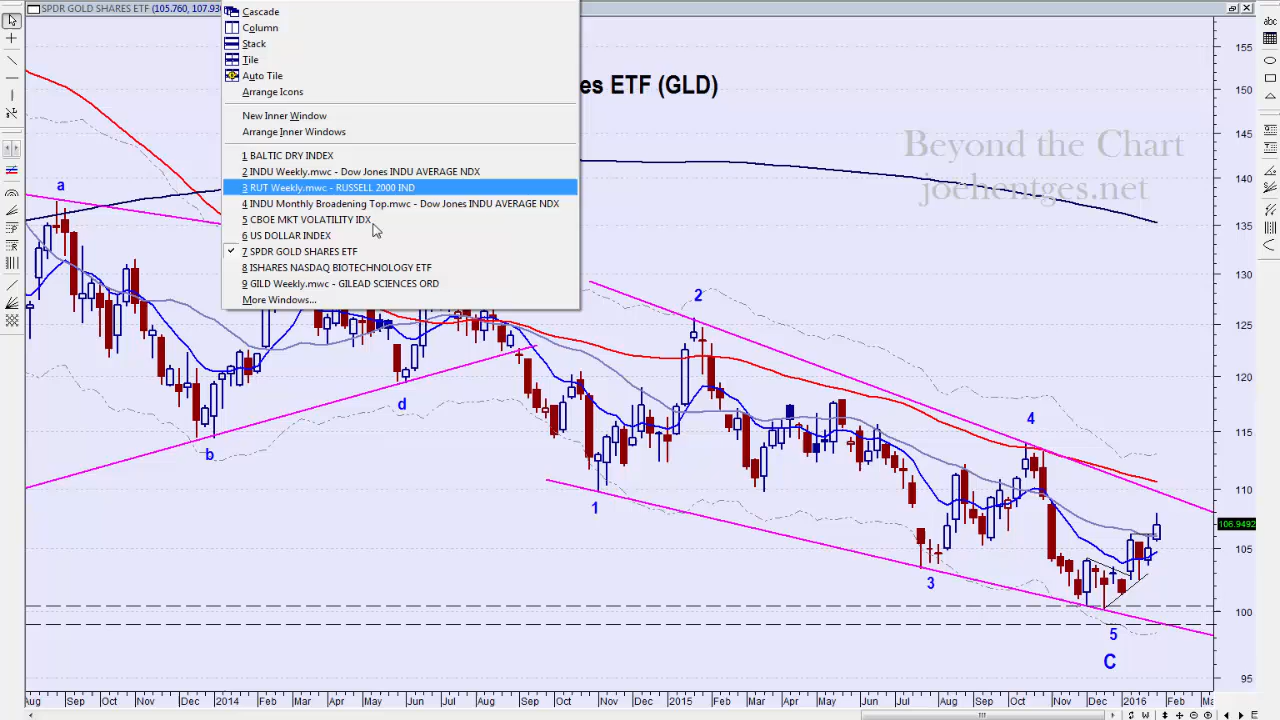 SPDR GOLD SHARES ETF (105.760, 107.930
Cascade
Column
Stack
Tile
Auto Tile
Arrange Icons
New Inner Window
Arrange Inner Windows
1 BALTIC DRY INDEX
2 INDU Weekly.mwc - Dow Jones INDU AVERAGE NDX
3 RUT Weekly.mwc - RUSSELL 2000 IND
4 INDU Monthly Broadening Top.mwc - Dow Jones INDU AVERAGE NDX
5 CBOE MKT VOLATILITY IDX
6 US DOLLAR INDEX
7 SPDR GOLD SHARES ETF
8 ISHARES NASDAQ BIOTECHNOLOGY ETF
9 GILD Weekly.mwc - GILEAD SCIENCES ORD
More Windows...
es ETF (GLD)
Beyond the Chart
joehentges.net
abc
155
150
145
140
135
130
125
120
115
110
106.9492
105
100
95
a
b
d
1
2
3
4
5
C
Aug Sep Oct Nov Dec 2014 Feb Mar Apr May Jun Jul Aug Sep Oct Nov Dec 2015 Feb Mar Apr May Jun Jul Aug Sep Oct Nov Dec 2016 Feb Mar
W
E